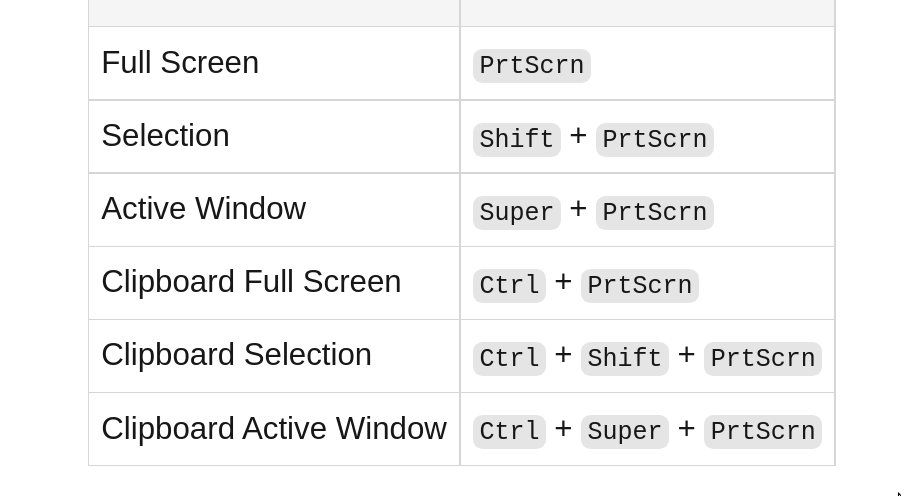 Full Screen PrtScrn
Selection Shift + PrtScrn
Active Window Super + PrtScrn
Clipboard Full Screen Ctrl + PrtScrn
Clipboard Selection Ctrl + Shift + PrtScrn
Clipboard Active Window Ctrl + Super + PrtScrn